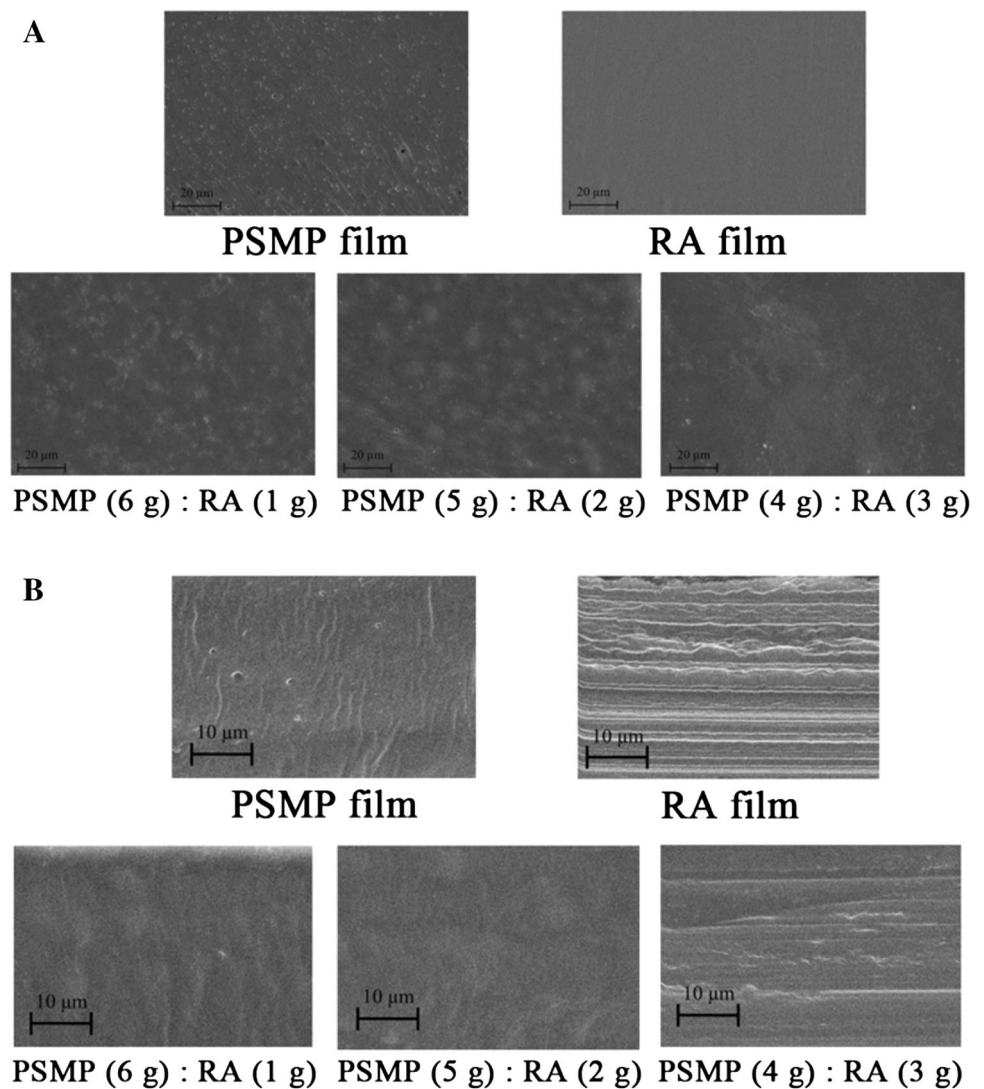 A
20 μm
20 μm
PSMP film
RA film
20 μm
20 μm
20 μm
PSMP (6 g) : RA (1 g)
PSMP (5 g) : RA (2 g)
PSMP (4 g) : RA (3 g)
B
10 μm
10 μm
PSMP film
RA film
10 μm
10 μm
10 μm
PSMP (6 g) : RA (1 g)
PSMP (5 g) : RA (2 g)
PSMP (4 g) : RA (3 g)